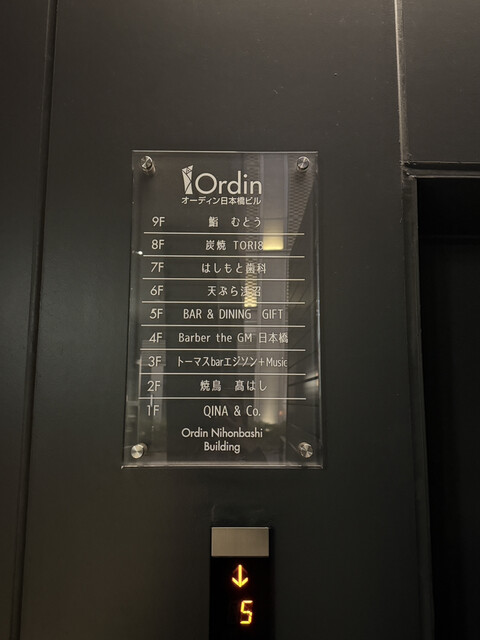 Ordin
オーディン日本橋ビル
9F 鮨 むとう
8F 炭焼 TORI8
7F はしもと歯科
6F 天ぷら浅沼
5F BAR & DINING GIFT
4F Barber the GM 日本橋
3F トーマスbarエジソン+Music
2F 焼鳥 髙はし
1F QINA & Co.
Ordin Nihonbashi
Building
↓
5